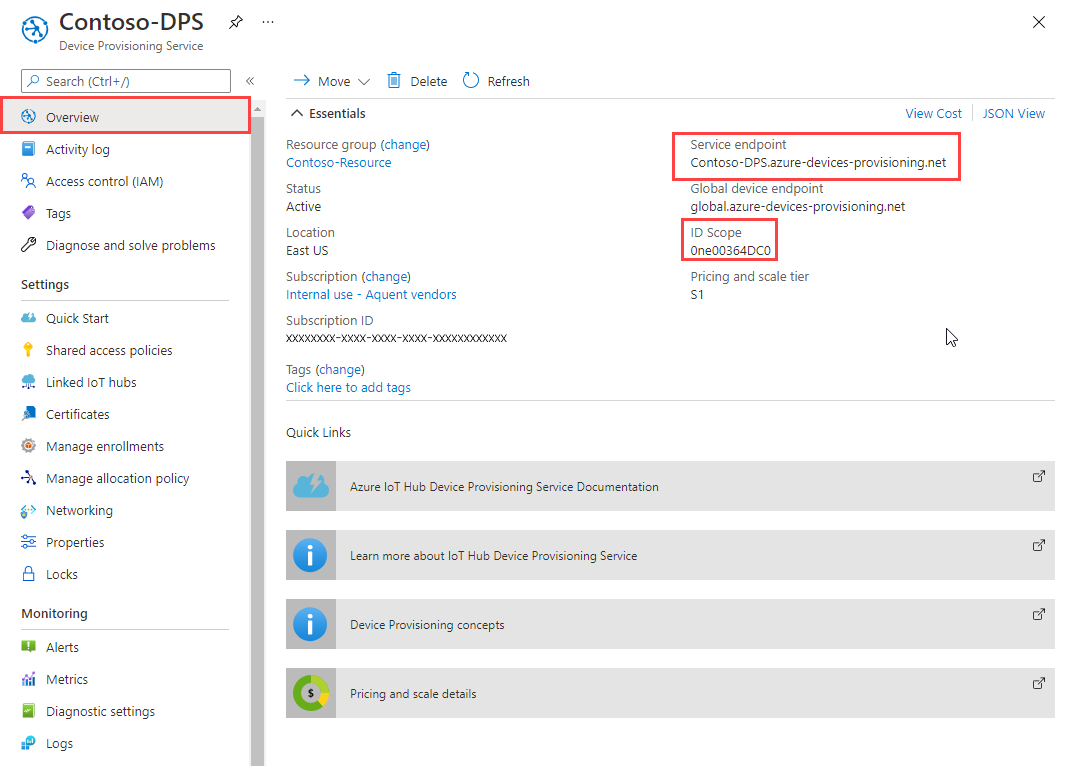 Contoso-DPS
Device Provisioning Service
Search (Ctrl+/)
Overview
Activity log
Access control (IAM)
Tags
Diagnose and solve problems
Settings
Quick Start
Shared access policies
Linked IoT hubs
Certificates
Manage enrollments
Manage allocation policy
Networking
Properties
Locks
Monitoring
Alerts
Metrics
Diagnostic settings
Logs
Move
Delete
Refresh
Essentials
View Cost
JSON View
Resource group (change)
Contoso-Resource
Status
Active
Location
East US
Subscription (change)
Internal use - Aquent vendors
Subscription ID
xxxxxxxx-xxxx-xxxx-xxxx-xxxxxxxxxxxx
Tags (change)
Click here to add tags
Service endpoint
Contoso-DPS.azure-devices-provisioning.net
Global device endpoint
global.azure-devices-provisioning.net
ID Scope
0ne00364DC0
Pricing and scale tier
S1
Quick Links
Azure IoT Hub Device Provisioning Service Documentation
Learn more about IoT Hub Device Provisioning Service
Device Provisioning concepts
Pricing and scale details